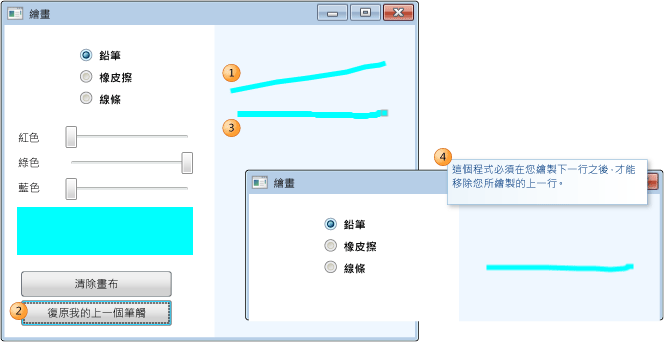 繪畫
鉛筆
橡皮擦
線條
紅色
綠色
藍色
清除畫布
2
復原我的上一個筆觸
1
3
4
這個程式必須在您繪製下一行之後，才能
移除您所繪製的上一行。
繪畫
鉛筆
橡皮擦
線條